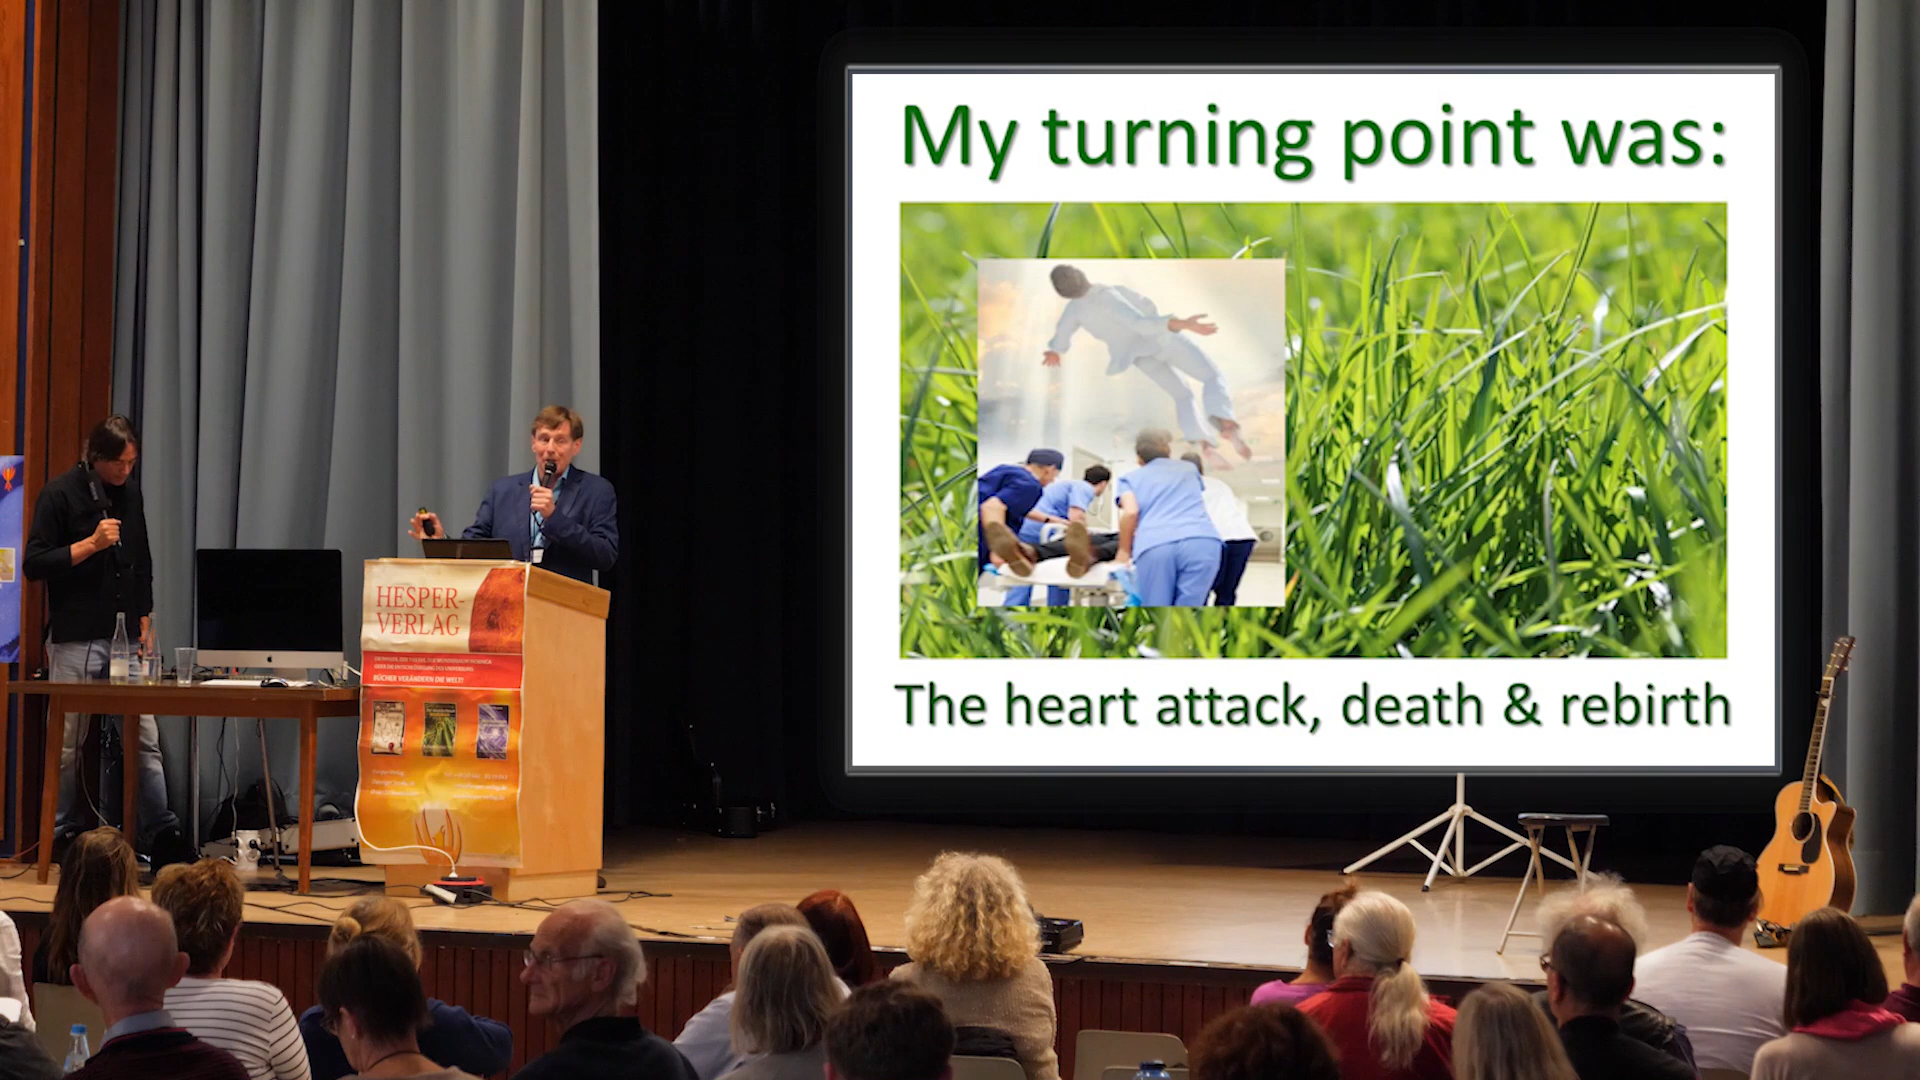 My turning point was:
The heart attack, death & rebirth
HESPER-
VERLAG
BÜCHER VERÄNDERN DIE WELT!